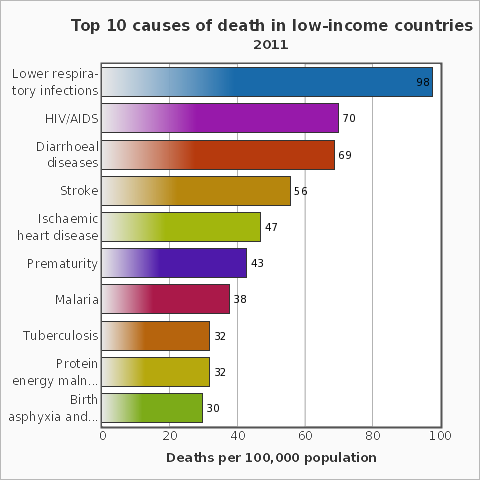 Top 10 causes of death in low-income countries
2011
Lower respira-
tory infections
98
HIV/AIDS
70
Diarrhoeal
diseases
69
Stroke
56
Ischaemic
heart disease
47
Prematurity
43
Malaria
38
Tuberculosis
32
Protein
energy maln...
32
Birth
asphyxia and...
30
0 20 40 60 80 100
Deaths per 100,000 population